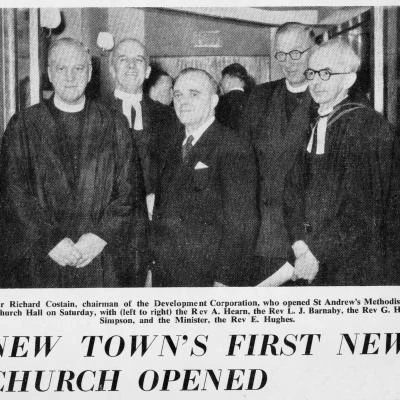 r Richard Costain, chairman of the Development Corporation, who opened St Andrew's Methodis
hurch Hall on Saturday, with (left to right) the Rev A. Hearn, the Rev L. J. Barnaby, the Rev G. H
Simpson, and the Minister, the Rev E. Hughes.
NEW TOWN'S FIRST NEW
CHURCH OPENED